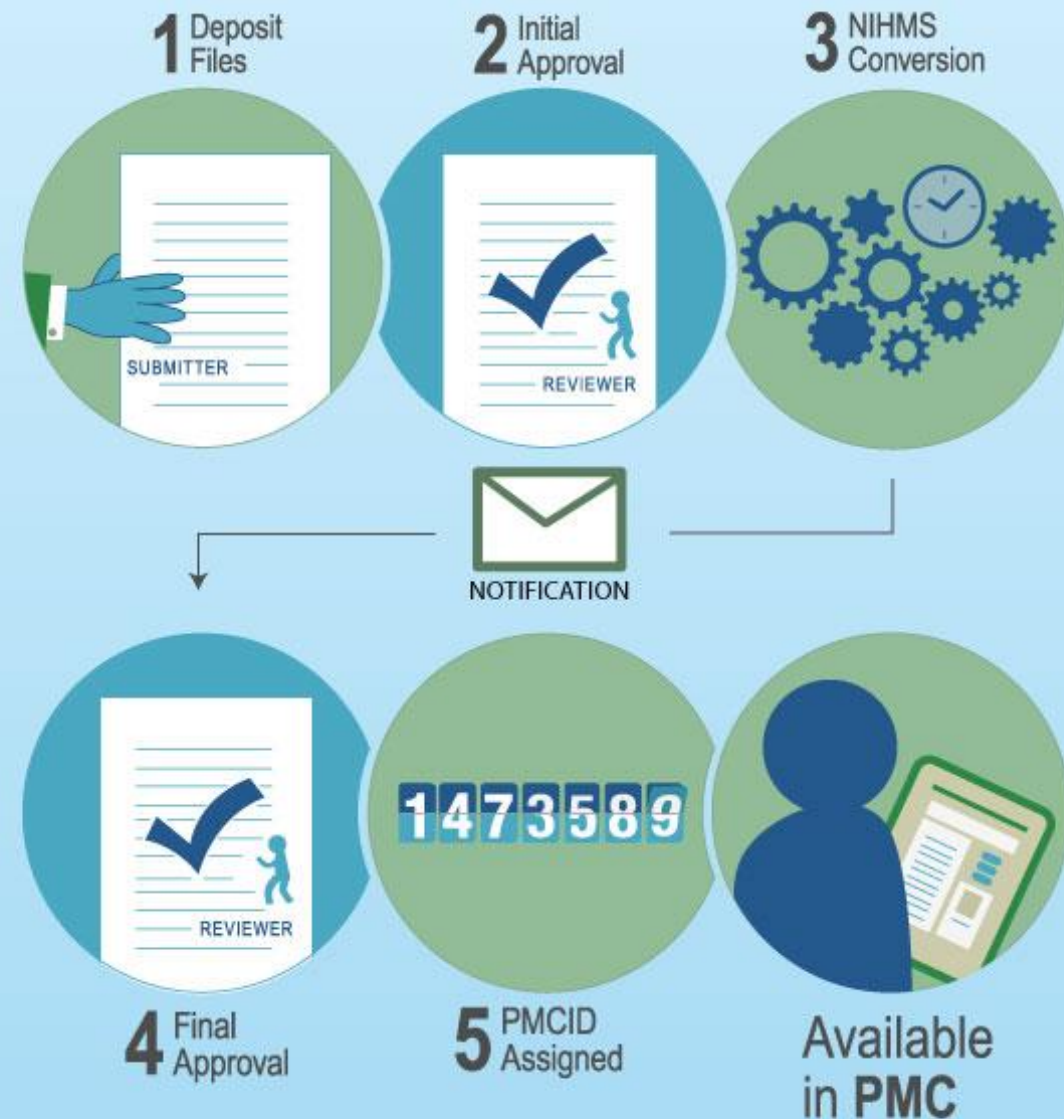 1 Deposit
Files
2 Initial
Approval
3 NIHMS
Conversion
SUBMITTER
REVIEWER
NOTIFICATION
REVIEWER
1473589
4 Final
Approval
5 PMCID
Assigned
Available
in PMC